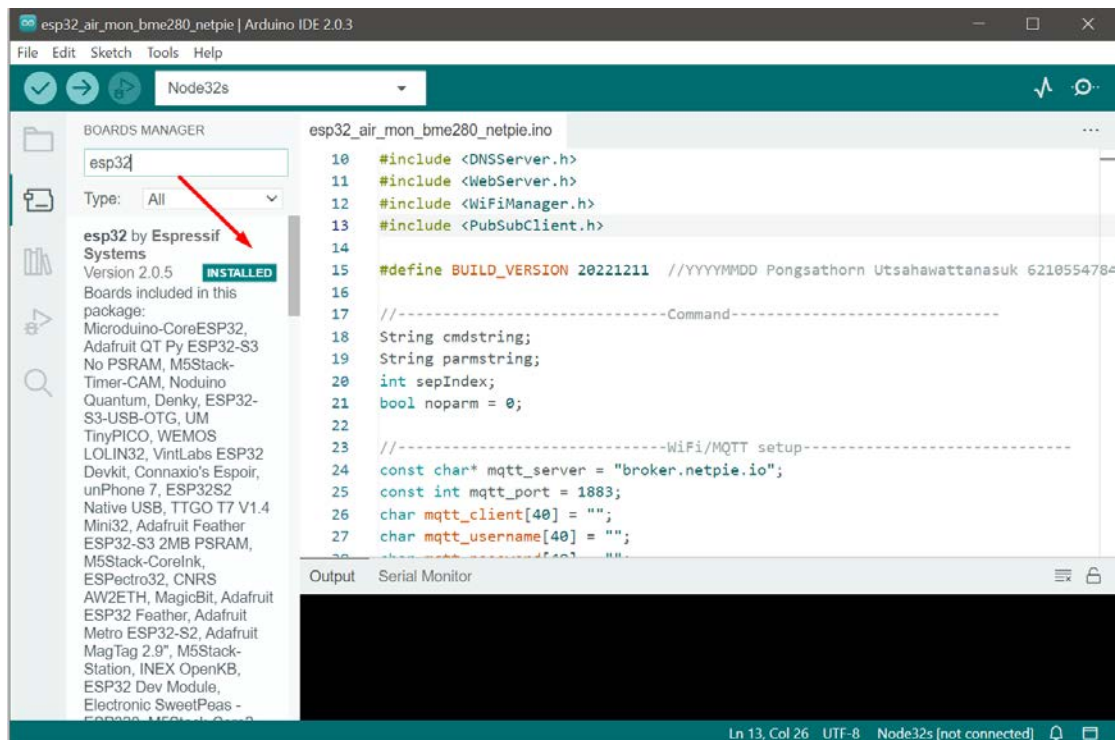 esp32_air_mon_bme280_netpie | Arduino IDE 2.0.3
File Edit Sketch Tools Help
Node32s
BOARDS MANAGER
esp32
Type: All
esp32 by Espressif
Systems
Version 2.0.5 INSTALLED
Boards included in this
package:
Microduino-CoreESP32,
Adafruit QT Py ESP32-S3
No PSRAM, M5Stack-
Timer-CAM, Noduino
Quantum, Denky, ESP32-
S3-USB-OTG, UM
TinyPICO, WEMOS
LOLIN32, VintLabs ESP32
Devkit, Connaxio's Espoir,
unPhone 7, ESP32S2
Native USB, TTGO T7 V1.4
Mini32, Adafruit Feather
ESP32-S3 2MB PSRAM,
M5Stack-CoreInk,
ESPectro32, CNRS
AW2ETH, MagicBit, Adafruit
ESP32 Feather, Adafruit
Metro ESP32-S2, Adafruit
MagTag 2.9", M5Stack-
Station, INEX OpenKB,
ESP32 Dev Module,
Electronic SweetPeas -
esp32_air_mon_bme280_netpie.ino
10 #include <DNSServer.h>
11 #include <WebServer.h>
12 #include <WiFiManager.h>
13 #include <PubSubClient.h>
14
15 #define BUILD_VERSION 20221211 //YYYYMMDD Pongsathorn Utsahawattanasuk 6210554784
16
17 //------------------------------Command------------------------------
18 String cmdstring;
19 String parmstring;
20 int sepIndex;
21 bool noparm = 0;
22
23 //------------------------------WiFi/MQTT setup------------------------------
24 const char* mqtt_server = "broker.netpie.io";
25 const int mqtt_port = 1883;
26 char mqtt_client[40] = "";
27 char mqtt_username[40] = "";
Output Serial Monitor
Ln 13, Col 26 UTF-8 Node32s [not connected]